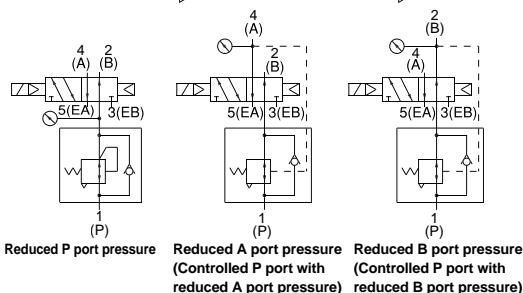 4
(A)
2
(B)
5(EA)
3(EB)
1
(P)
Reduced P port pressure
4
(A)
2
(B)
5(EA)
3(EB)
1
(P)
Reduced A port pressure
(Controlled P port with
reduced A port pressure)
2
(B)
4
(A)
5(EA)
3(EB)
1
(P)
Reduced B port pressure
(Controlled P port with
reduced B port pressure)